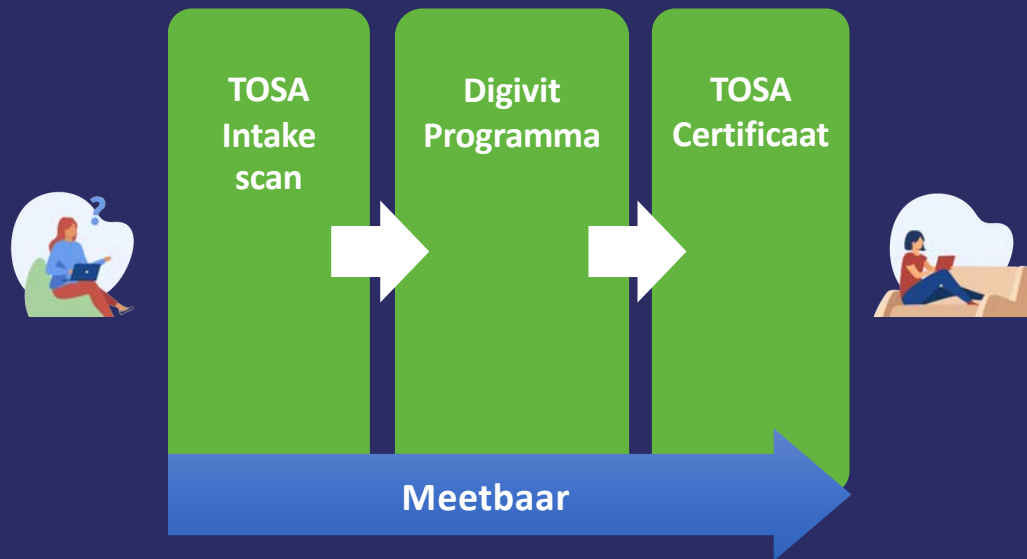 TOSA
Intake
scan
Digivit
Programma
TOSA
Certificaat
?
Meetbaar